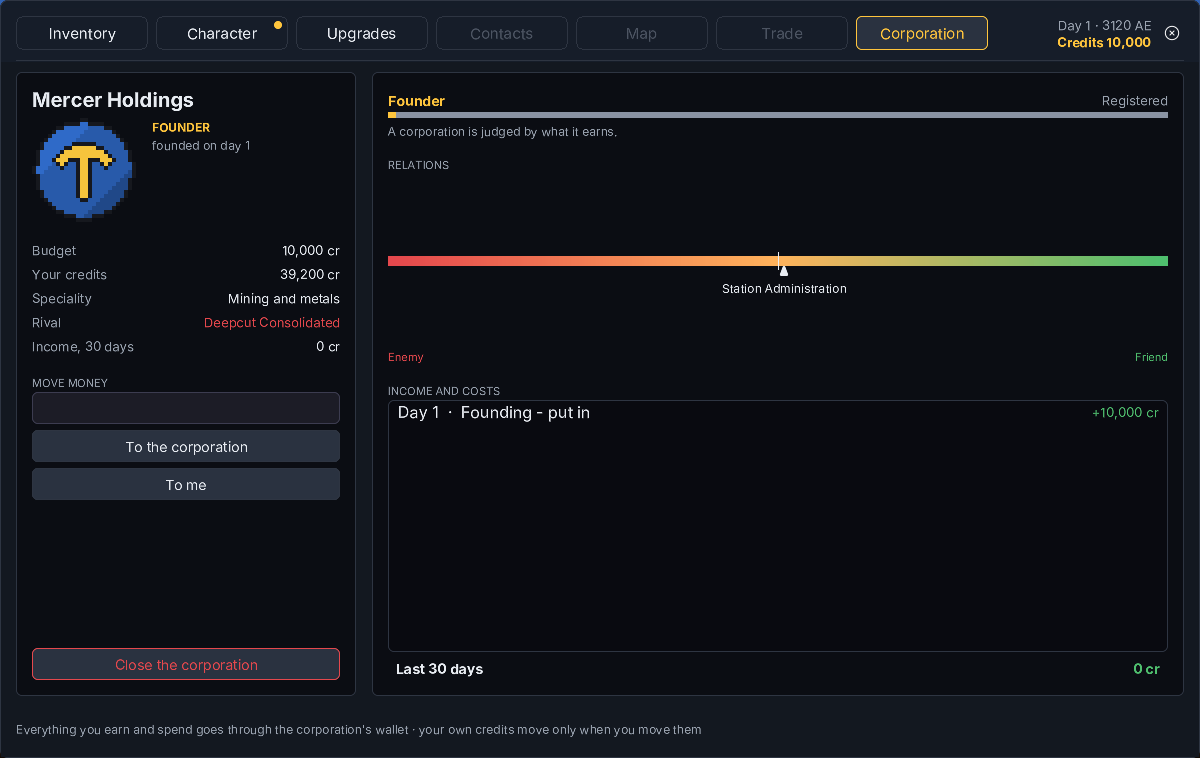 Inventory
Character
Upgrades
Contacts
Map
Trade
Corporation
Day 1 · 3120 AE
Credits 10,000
Mercer Holdings
FOUNDER
founded on day 1
Budget 10,000 cr
Your credits 39,200 cr
Speciality Mining and metals
Rival Deepcut Consolidated
Income, 30 days 0 cr
MOVE MONEY
To the corporation
To me
Close the corporation
Founder Registered
A corporation is judged by what it earns.
RELATIONS
Station Administration
Enemy Friend
INCOME AND COSTS
Day 1 · Founding - put in +10,000 cr
Last 30 days 0 cr
Everything you earn and spend goes through the corporation's wallet · your own credits move only when you move them